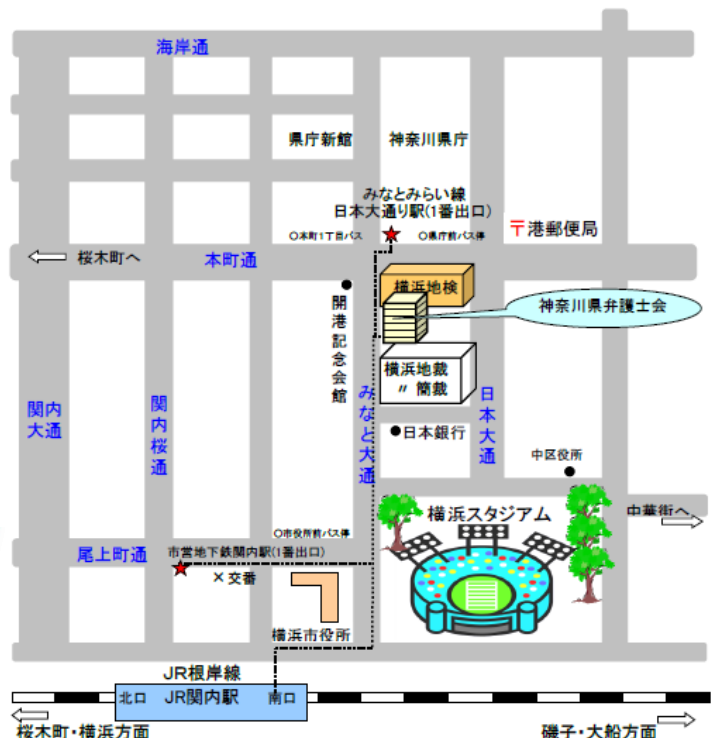 海岸通
県庁新館
神奈川県庁
みなとみらい線
日本大通り駅(1番出口)
〒港郵便局
○本町1丁目バス
○県庁前バス停
桜木町へ
本町通
横浜地検
神奈川県弁護士会
開港記念会館
横浜地裁
〃 簡裁
関内
大通
関内桜通
みなと大通
日本大通
●日本銀行
中区役所
横浜スタジアム
中華街へ
○市役所前バス停
尾上町通
市営地下鉄関内駅(1番出口)
×交番
横浜市役所
JR根岸線
北口
JR関内駅
南口
桜木町・横浜方面
磯子・大船方面